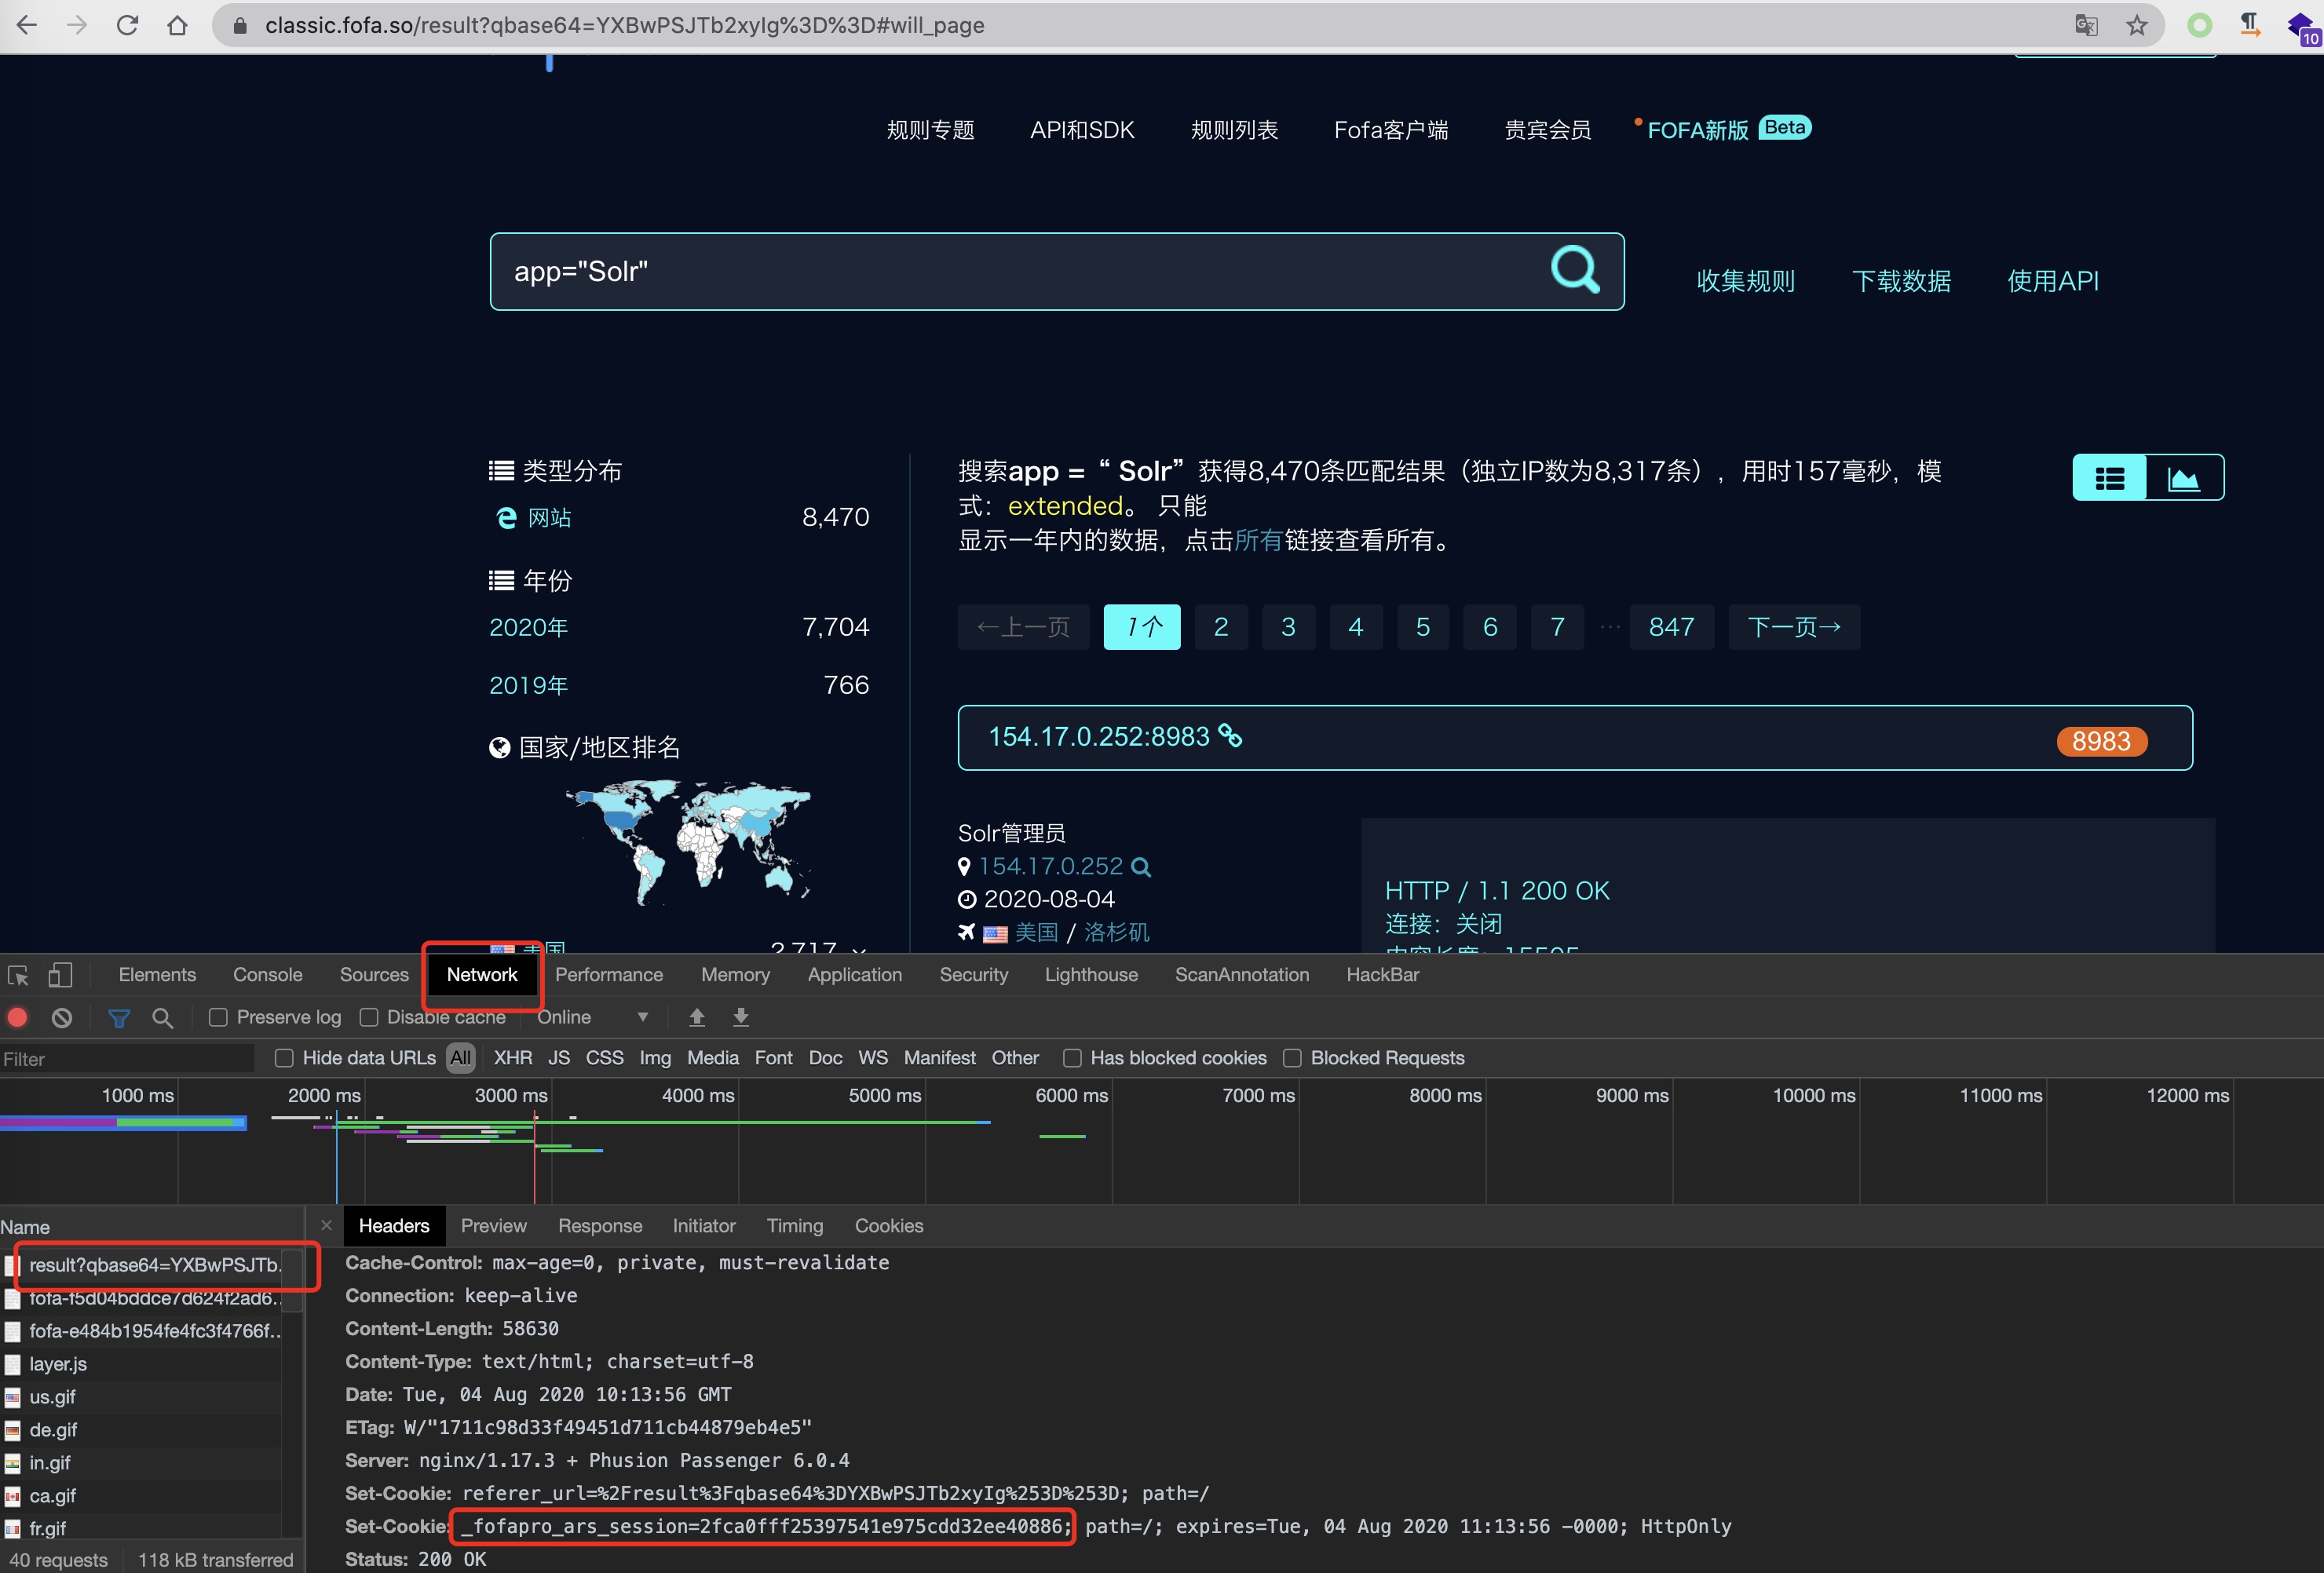 classic.fofa.so/result?qbase64=YXBwPSJTb2xyIg%3D%3D#will_page
10
规则专题 API和SDK 规则列表 Fofa客户端 贵宾会员 FOFA新版 Beta
app="Solr"
收集规则 下载数据 使用API
类型分布
网站 8,470
年份
2020年 7,704
2019年 766
国家/地区排名
美国 2,717
搜索app =“ Solr”获得8,470条匹配结果（独立IP数为8,317条），用时157毫秒，模
式：extended。 只能
显示一年内的数据，点击所有链接查看所有。
←上一页 1个 2 3 4 5 6 7 ... 847 下一页→
154.17.0.252:8983 8983
Solr管理员
154.17.0.252
2020-08-04
美国 / 洛杉矶
HTTP / 1.1 200 OK
连接：关闭
内容长度：15505
Elements Console Sources Network Performance Memory Application Security Lighthouse ScanAnnotation HackBar
Preserve log Disable cache Online
Filter Hide data URLs All XHR JS CSS Img Media Font Doc WS Manifest Other Has blocked cookies Blocked Requests
1000 ms 2000 ms 3000 ms 4000 ms 5000 ms 6000 ms 7000 ms 8000 ms 9000 ms 10000 ms 11000 ms 12000 ms
Name
result?qbase64=YXBwPSJTb.
fofa-f5d04bddce7d624f2ad6..
fofa-e484b1954fe4fc3f4766f..
layer.js
us.gif
de.gif
in.gif
ca.gif
fr.gif
40 requests 118 kB transferred
Headers Preview Response Initiator Timing Cookies
Cache-Control: max-age=0, private, must-revalidate
Connection: keep-alive
Content-Length: 58630
Content-Type: text/html; charset=utf-8
Date: Tue, 04 Aug 2020 10:13:56 GMT
ETag: W/"1711c98d33f49451d711cb44879eb4e5"
Server: nginx/1.17.3 + Phusion Passenger 6.0.4
Set-Cookie: referer_url=%2Fresult%3Fqbase64%3DYXBwPSJTb2xyIg%253D%253D; path=/
Set-Cookie: _fofapro_ars_session=2fca0fff25397541e975cdd32ee40886; path=/; expires=Tue, 04 Aug 2020 11:13:56 -0000; HttpOnly
Status: 200 OK